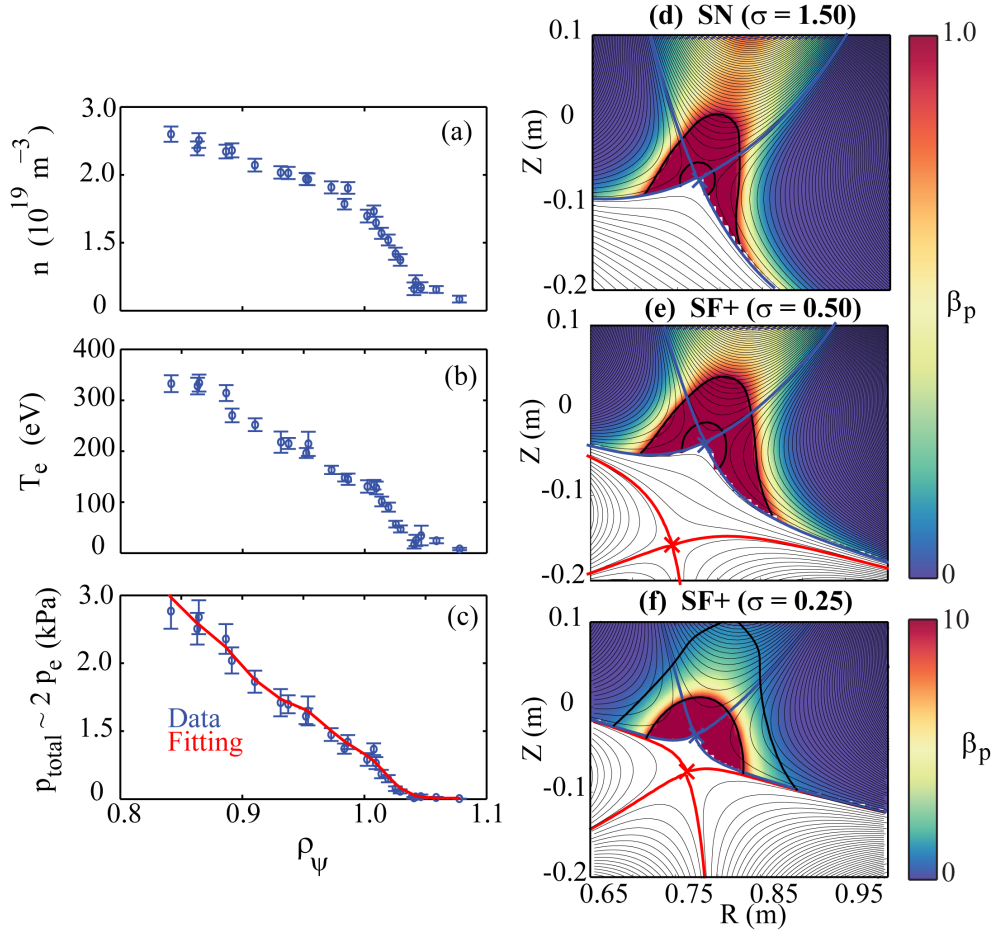 (a)
3.0
2.0
1.5
0
n (10^19 m^−3)
(b)
400
300
200
100
0
T_e (eV)
(c)
3.0
2.0
1.5
0
p_total ~ 2 p_e (kPa)
Data
Fitting
0.8 0.9 1.0 1.1
ρ_ψ
(d) SN (σ = 1.50)
0.1
0
-0.1
-0.2
Z (m)
(e) SF+ (σ = 0.50)
0.1
0
-0.1
-0.2
Z (m)
(f) SF+ (σ = 0.25)
0.1
0
-0.1
-0.2
Z (m)
0.65 0.75 0.85 0.95
R (m)
1.0
β_p
0
10
β_p
0